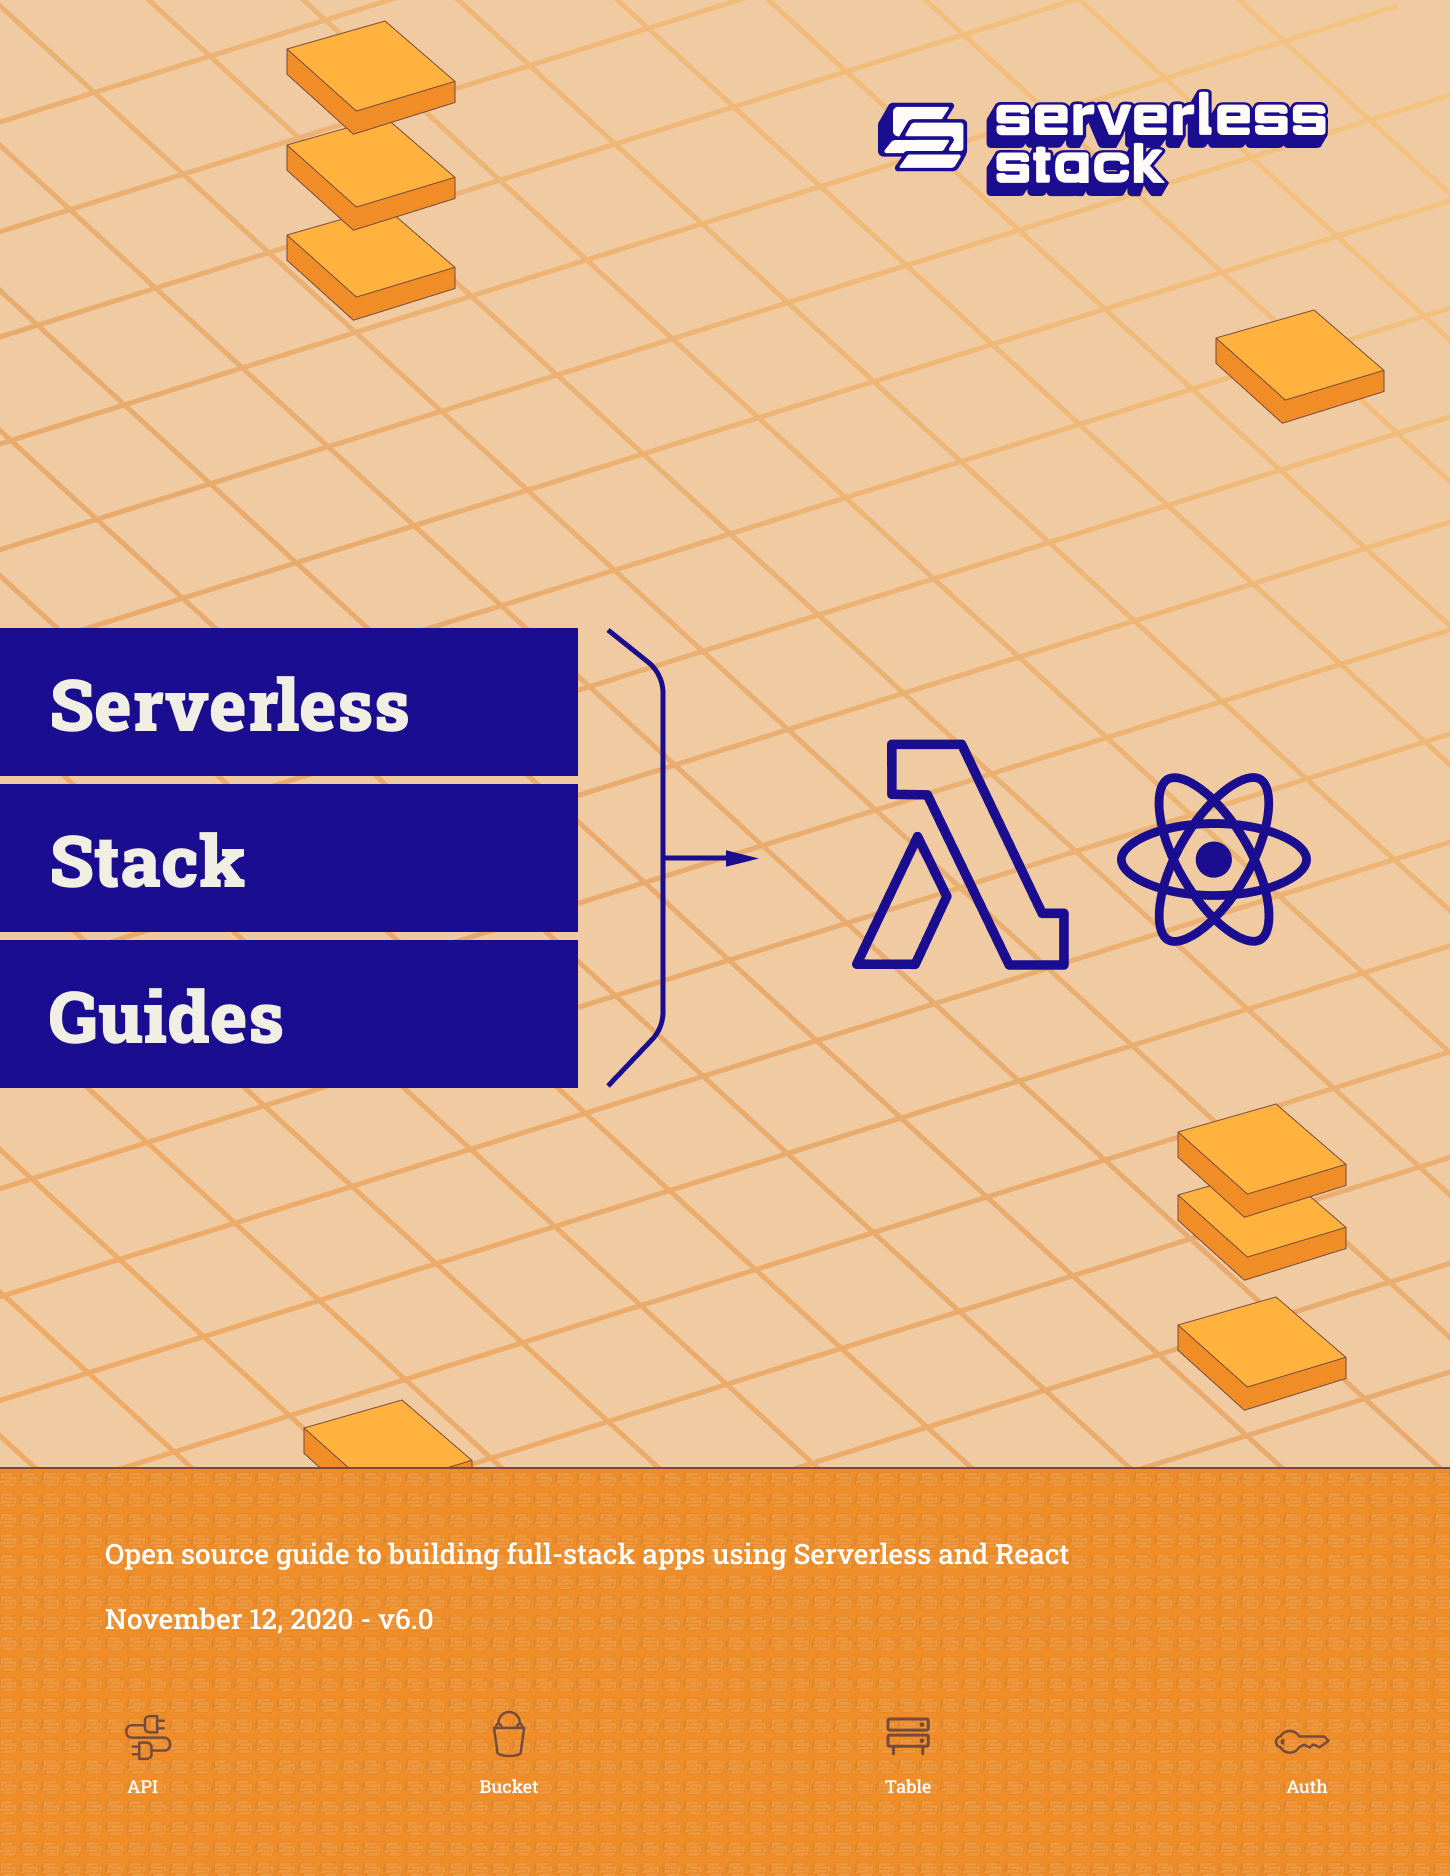 serverless
stack
Serverless
Stack
Guides
Open source guide to building full-stack apps using Serverless and React
November 12, 2020 - v6.0
API
Bucket
Table
Auth